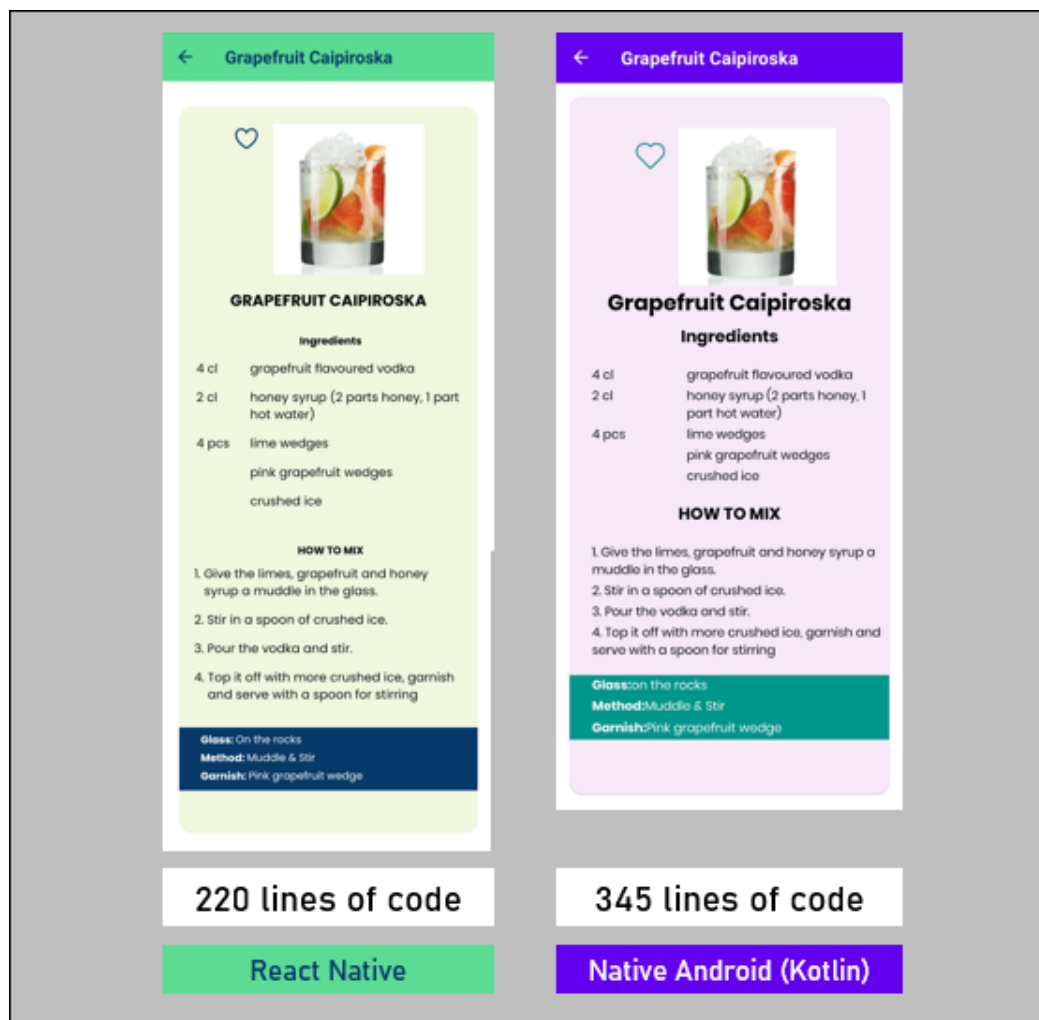 Grapefruit Caipiroska
GRAPEFRUIT CAIPIROSKA
Ingredients
4 cl grapefruit flavoured vodka
2 cl honey syrup (2 parts honey, 1 part
hot water)
4 pcs lime wedges
pink grapefruit wedges
crushed ice
HOW TO MIX
1. Give the limes, grapefruit and honey
syrup a muddle in the glass.
2. Stir in a spoon of crushed ice.
3. Pour the vodka and stir.
4. Top it off with more crushed ice, garnish
and serve with a spoon for stirring
Glass: On the rocks
Method: Muddle & Stir
Garnish: Pink grapefruit wedge
220 lines of code
React Native
Grapefruit Caipiroska
Grapefruit Caipiroska
Ingredients
4 cl grapefruit flavoured vodka
2 cl honey syrup (2 parts honey, 1
part hot water)
4 pcs lime wedges
pink grapefruit wedges
crushed ice
HOW TO MIX
1. Give the limes, grapefruit and honey syrup a
muddle in the glass.
2. Stir in a spoon of crushed ice.
3. Pour the vodka and stir.
4. Top it off with more crushed ice, garnish and
serve with a spoon for stirring
Glass:on the rocks
Method:Muddle & Stir
Garnish:Pink grapefruit wedge
345 lines of code
Native Android (Kotlin)